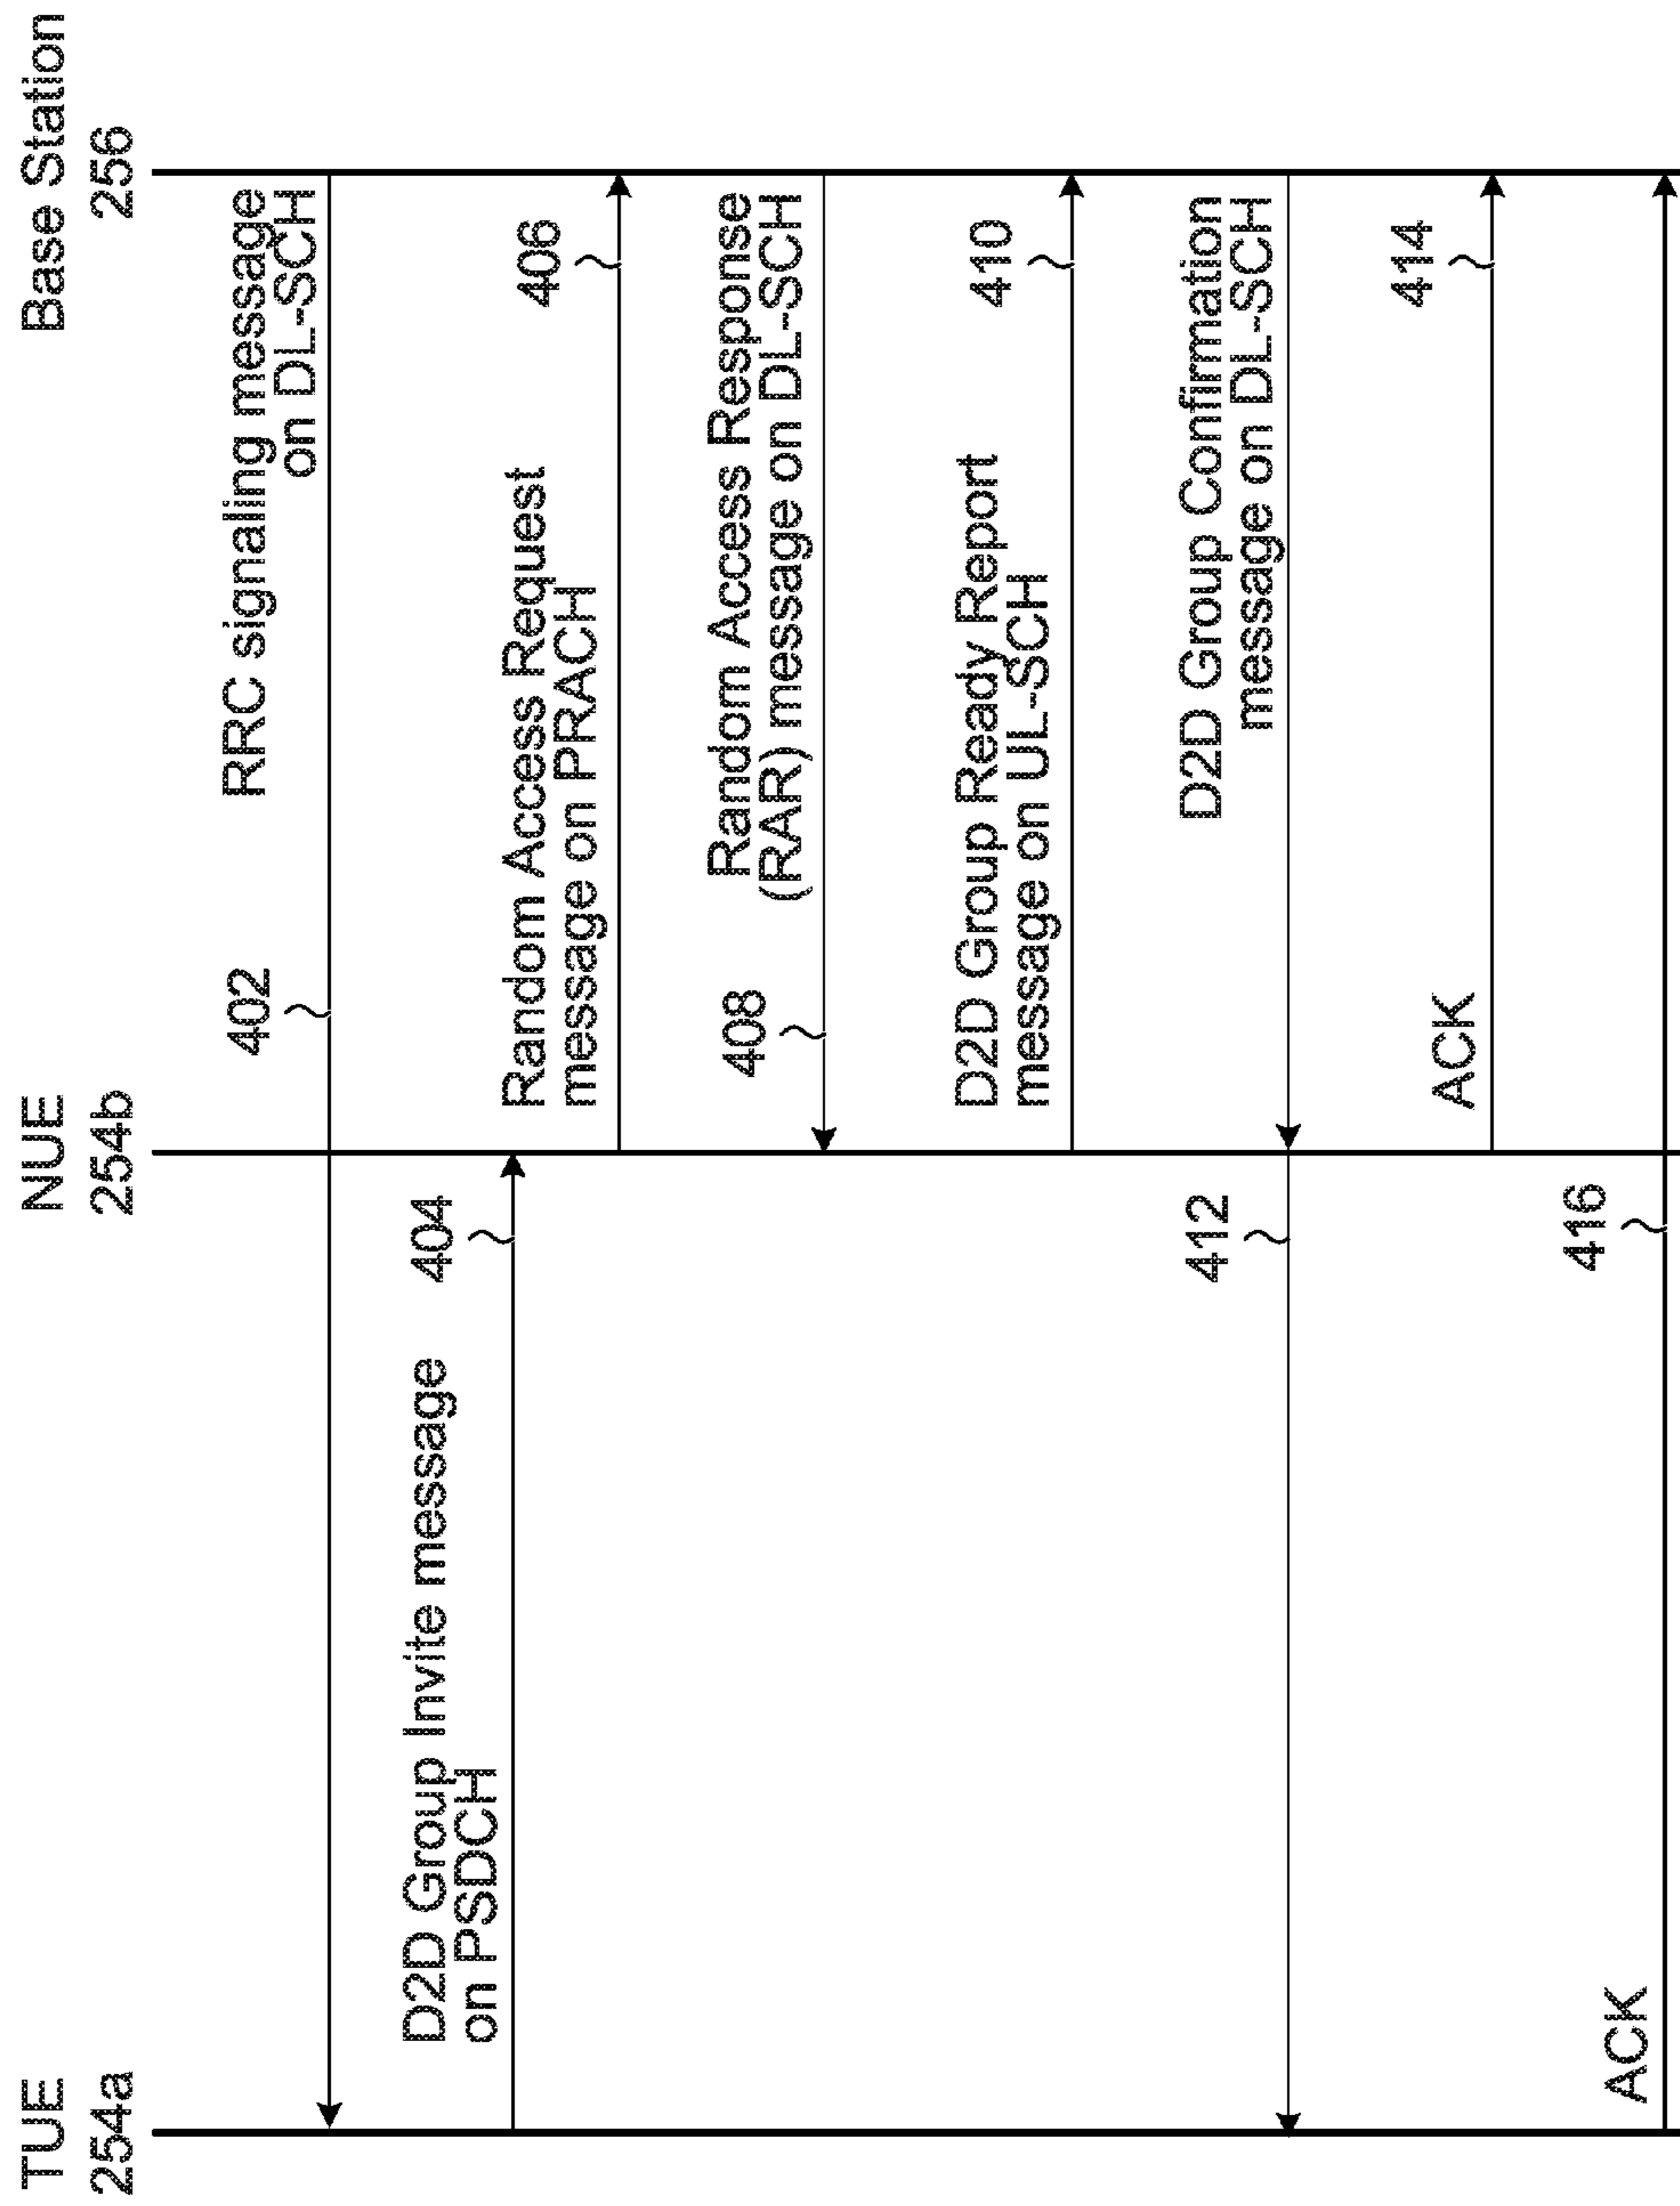 TUE
254a
NUE
254b
Base Station
256
RRC signaling message
on DL-SCH
402
D2D Group Invite message
on PSDCH
404
Random Access Request
message on PRACH
406
Random Access Response
(RAR) message on DL-SCH
408
D2D Group Ready Report
message on UL-SCH
410
D2D Group Confirmation
message on DL-SCH
412
ACK
414
ACK
416